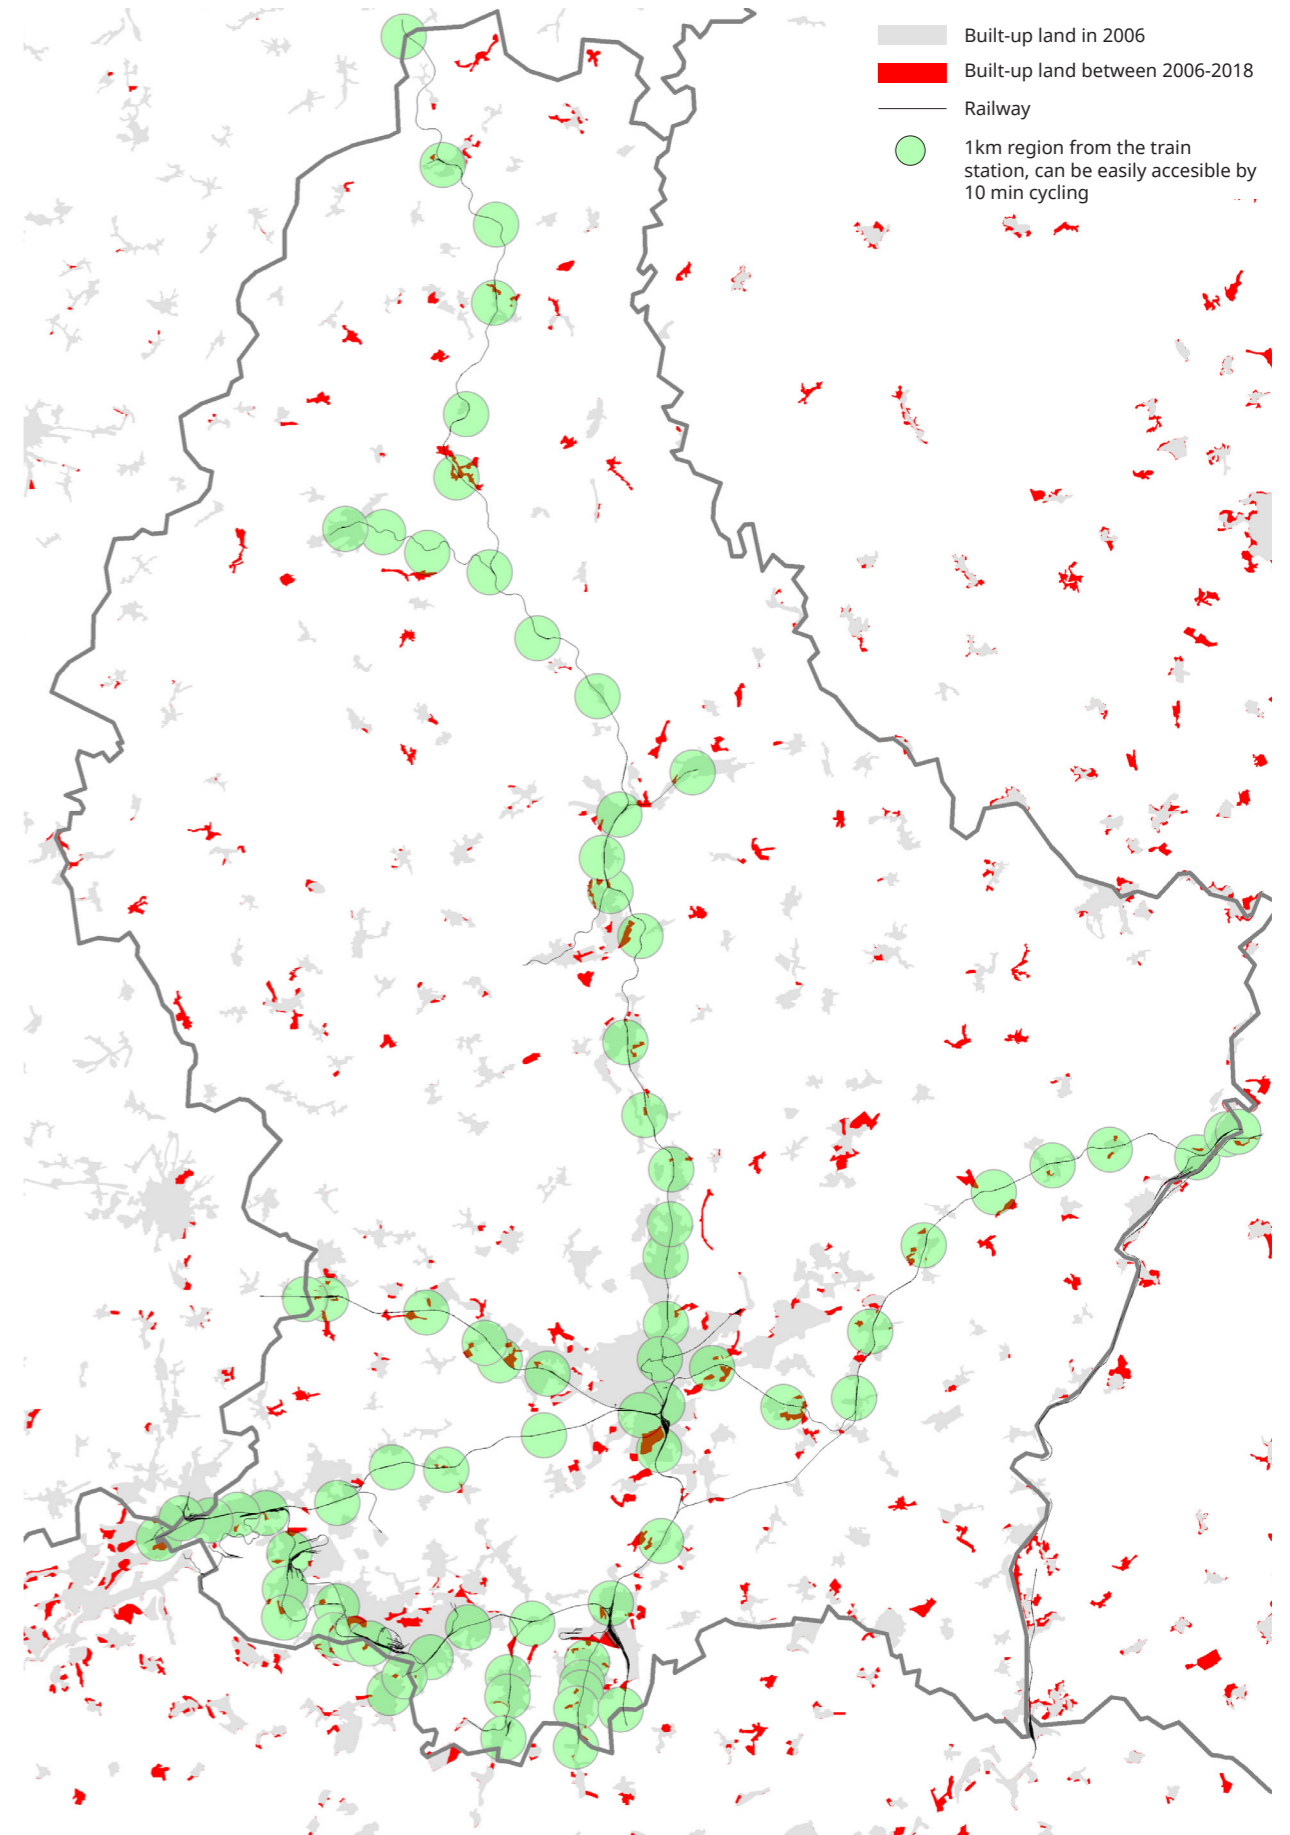 Built-up land in 2006
Built-up land between 2006-2018
Railway
1km region from the train
station, can be easily accesible by
10 min cycling